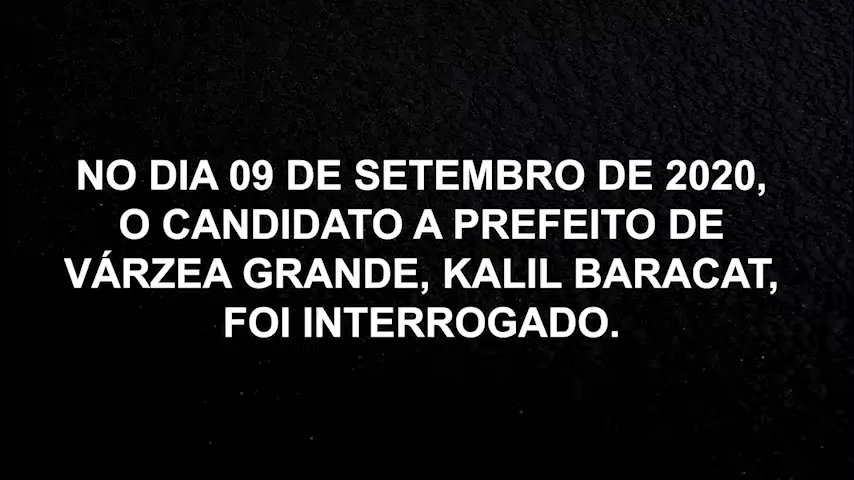 NO DIA 09 DE SETEMBRO DE 2020,
O CANDIDATO A PREFEITO DE
VÁRZEA GRANDE, KALIL BARACAT,
FOI INTERROGADO.